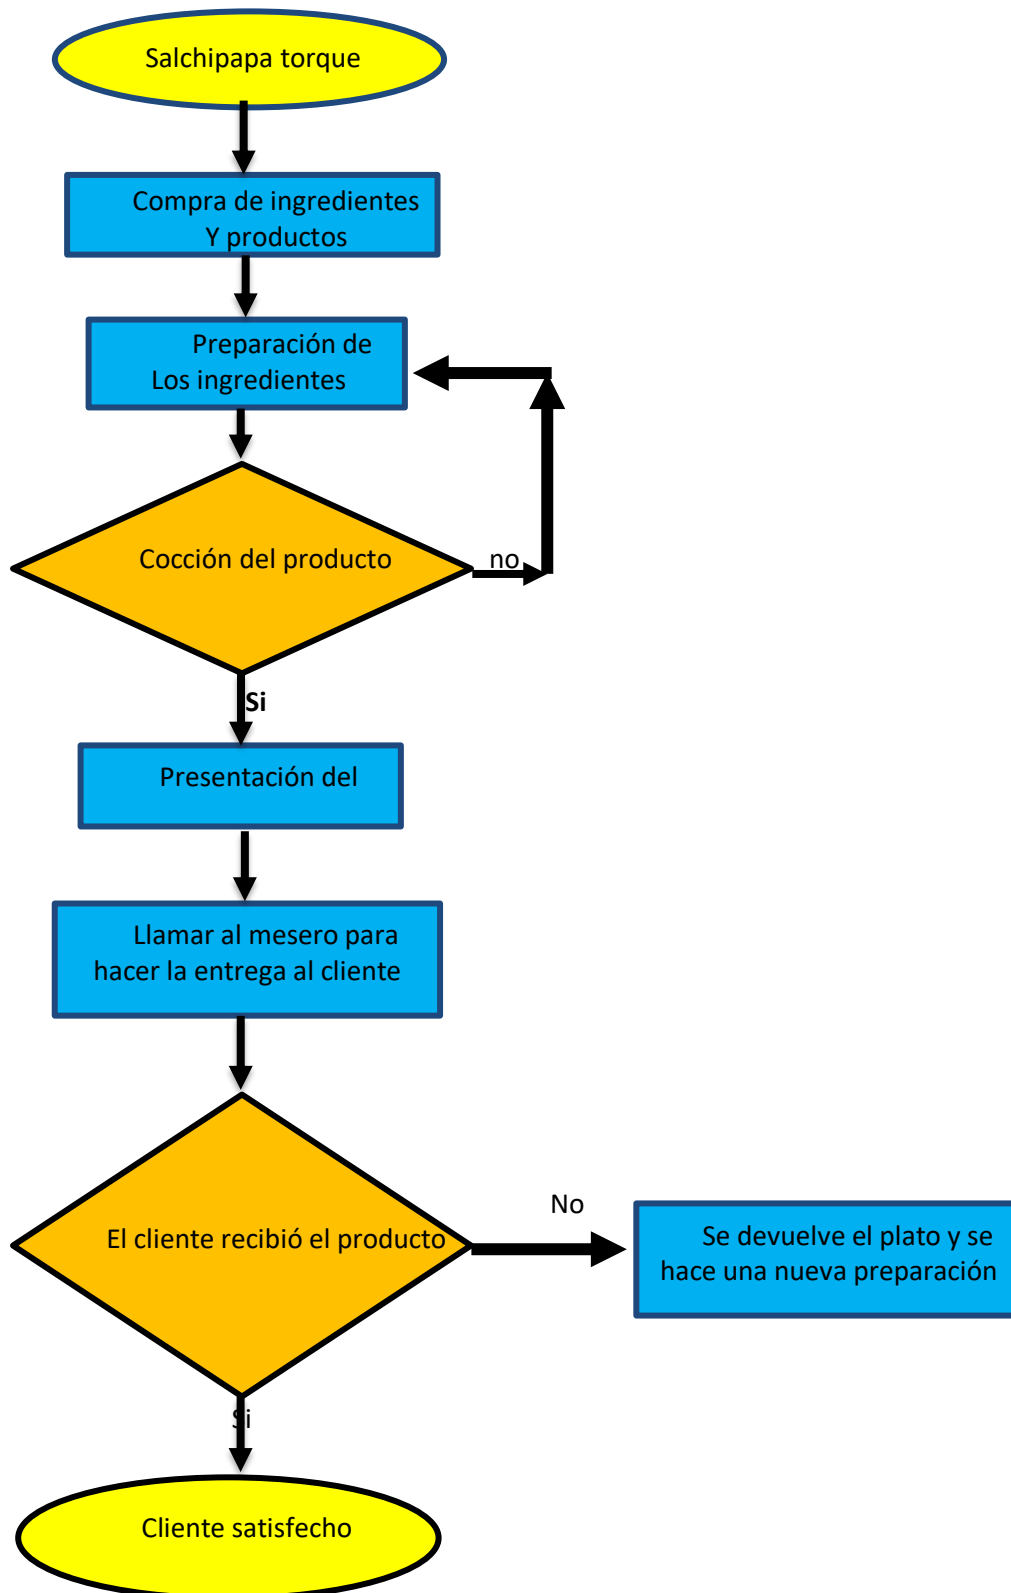 Salchipapa torque
Compra de ingredientes
Y productos
Preparación de
Los ingredientes
Cocción del producto
no
Si
Presentación del
Llamar al mesero para
hacer la entrega al cliente
El cliente recibió el producto
No
Se devuelve el plato y se
hace una nueva preparación
Si
Cliente satisfecho